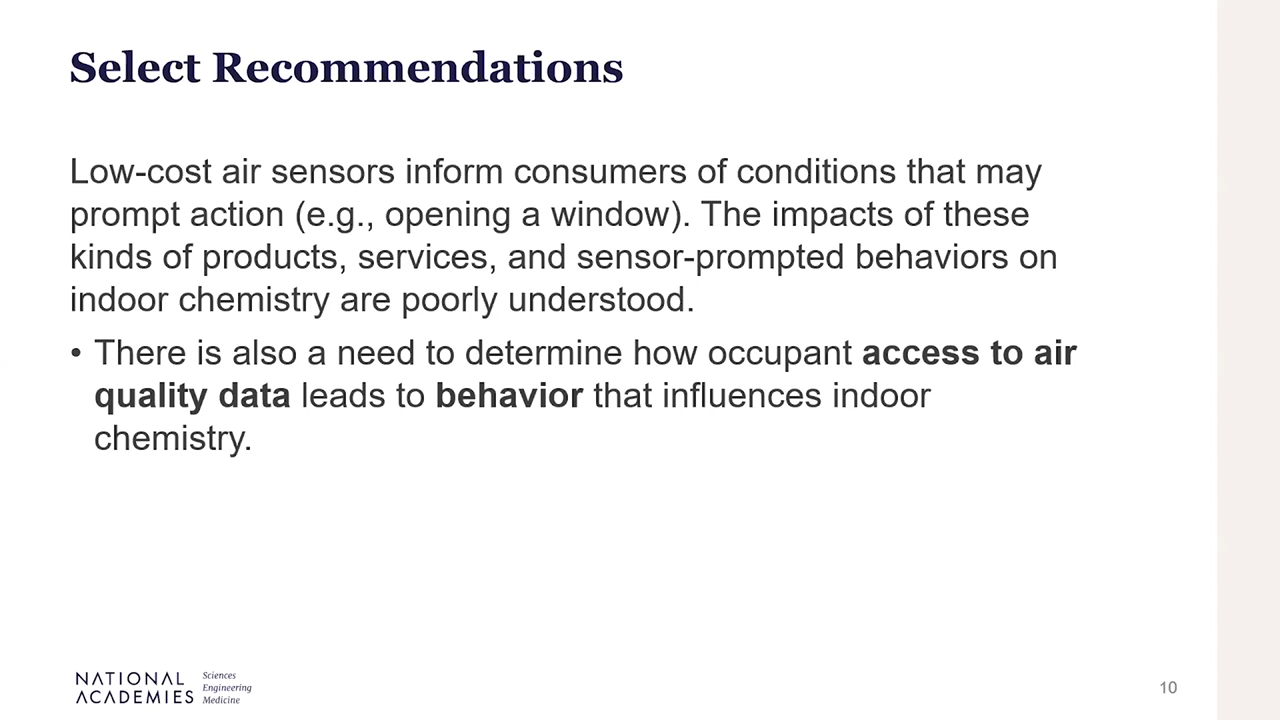 Select Recommendations
Low-cost air sensors inform consumers of conditions that may
prompt action (e.g., opening a window). The impacts of these
kinds of products, services, and sensor-prompted behaviors on
indoor chemistry are poorly understood.
• There is also a need to determine how occupant access to air
quality data leads to behavior that influences indoor
chemistry.
NATIONAL
ACADEMIES
Sciences
Engineering
Medicine
10